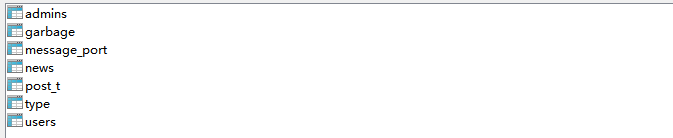 admins
garbage
message_port
news
post_t
type
users